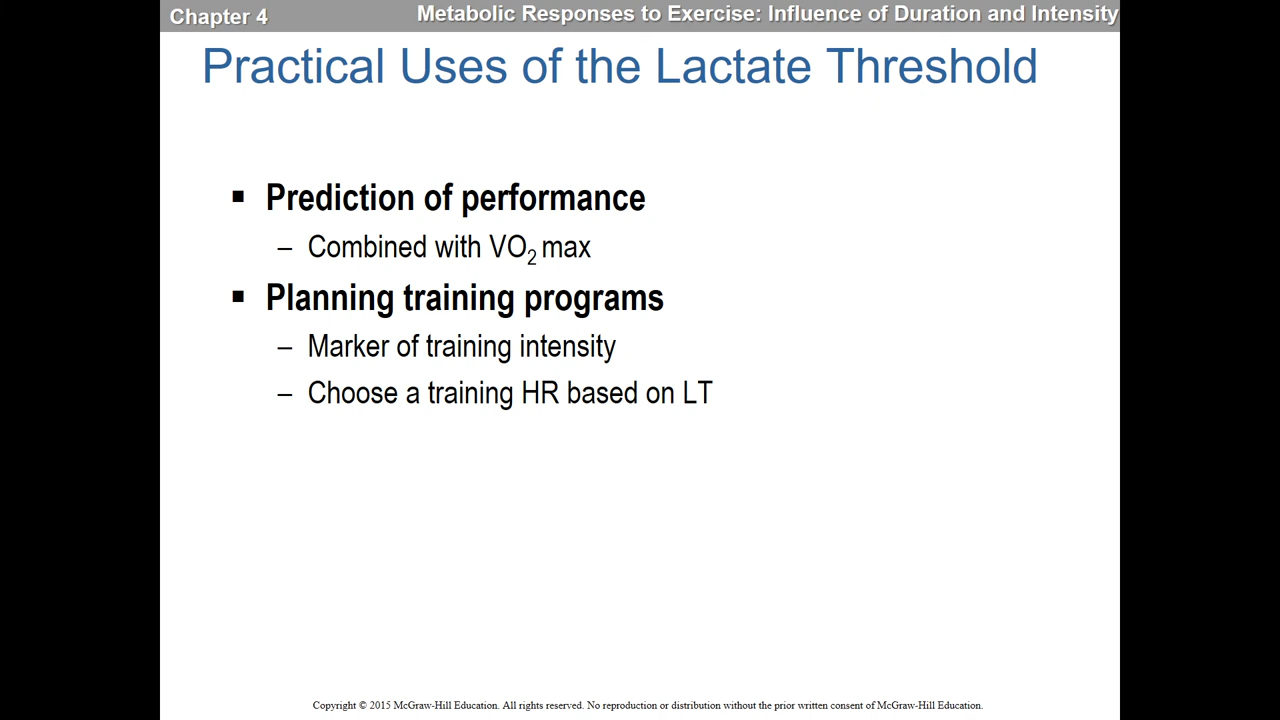 Chapter 4
Metabolic Responses to Exercise: Influence of Duration and Intensity
Practical Uses of the Lactate Threshold
▪ Prediction of performance
– Combined with VO₂ max
▪ Planning training programs
– Marker of training intensity
– Choose a training HR based on LT
Copyright © 2015 McGraw-Hill Education. All rights reserved. No reproduction or distribution without the prior written consent of McGraw-Hill Education.